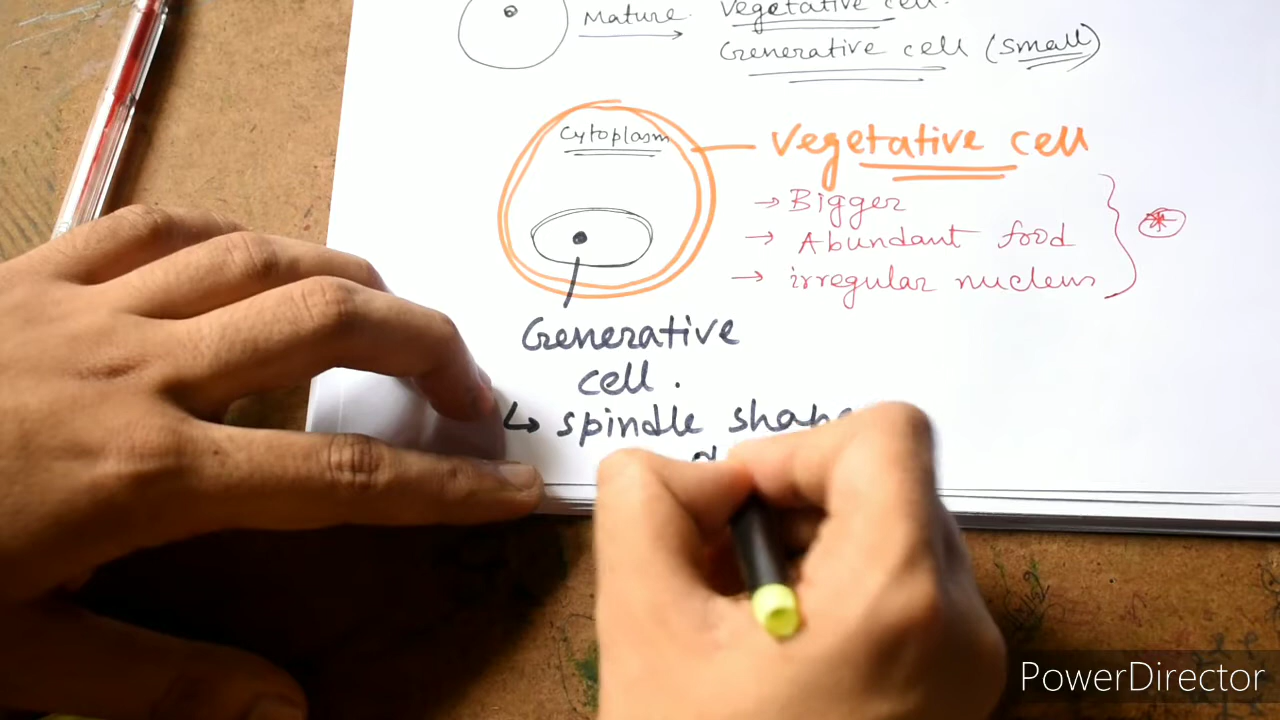 Mature. Vegetative cell.
Generative cell (small)
Cytoplasm
Vegetative cell
→ Bigger
→ Abundant food
→ irregular nucleus
Generative
cell.
↳ spindle shape
PowerDirector